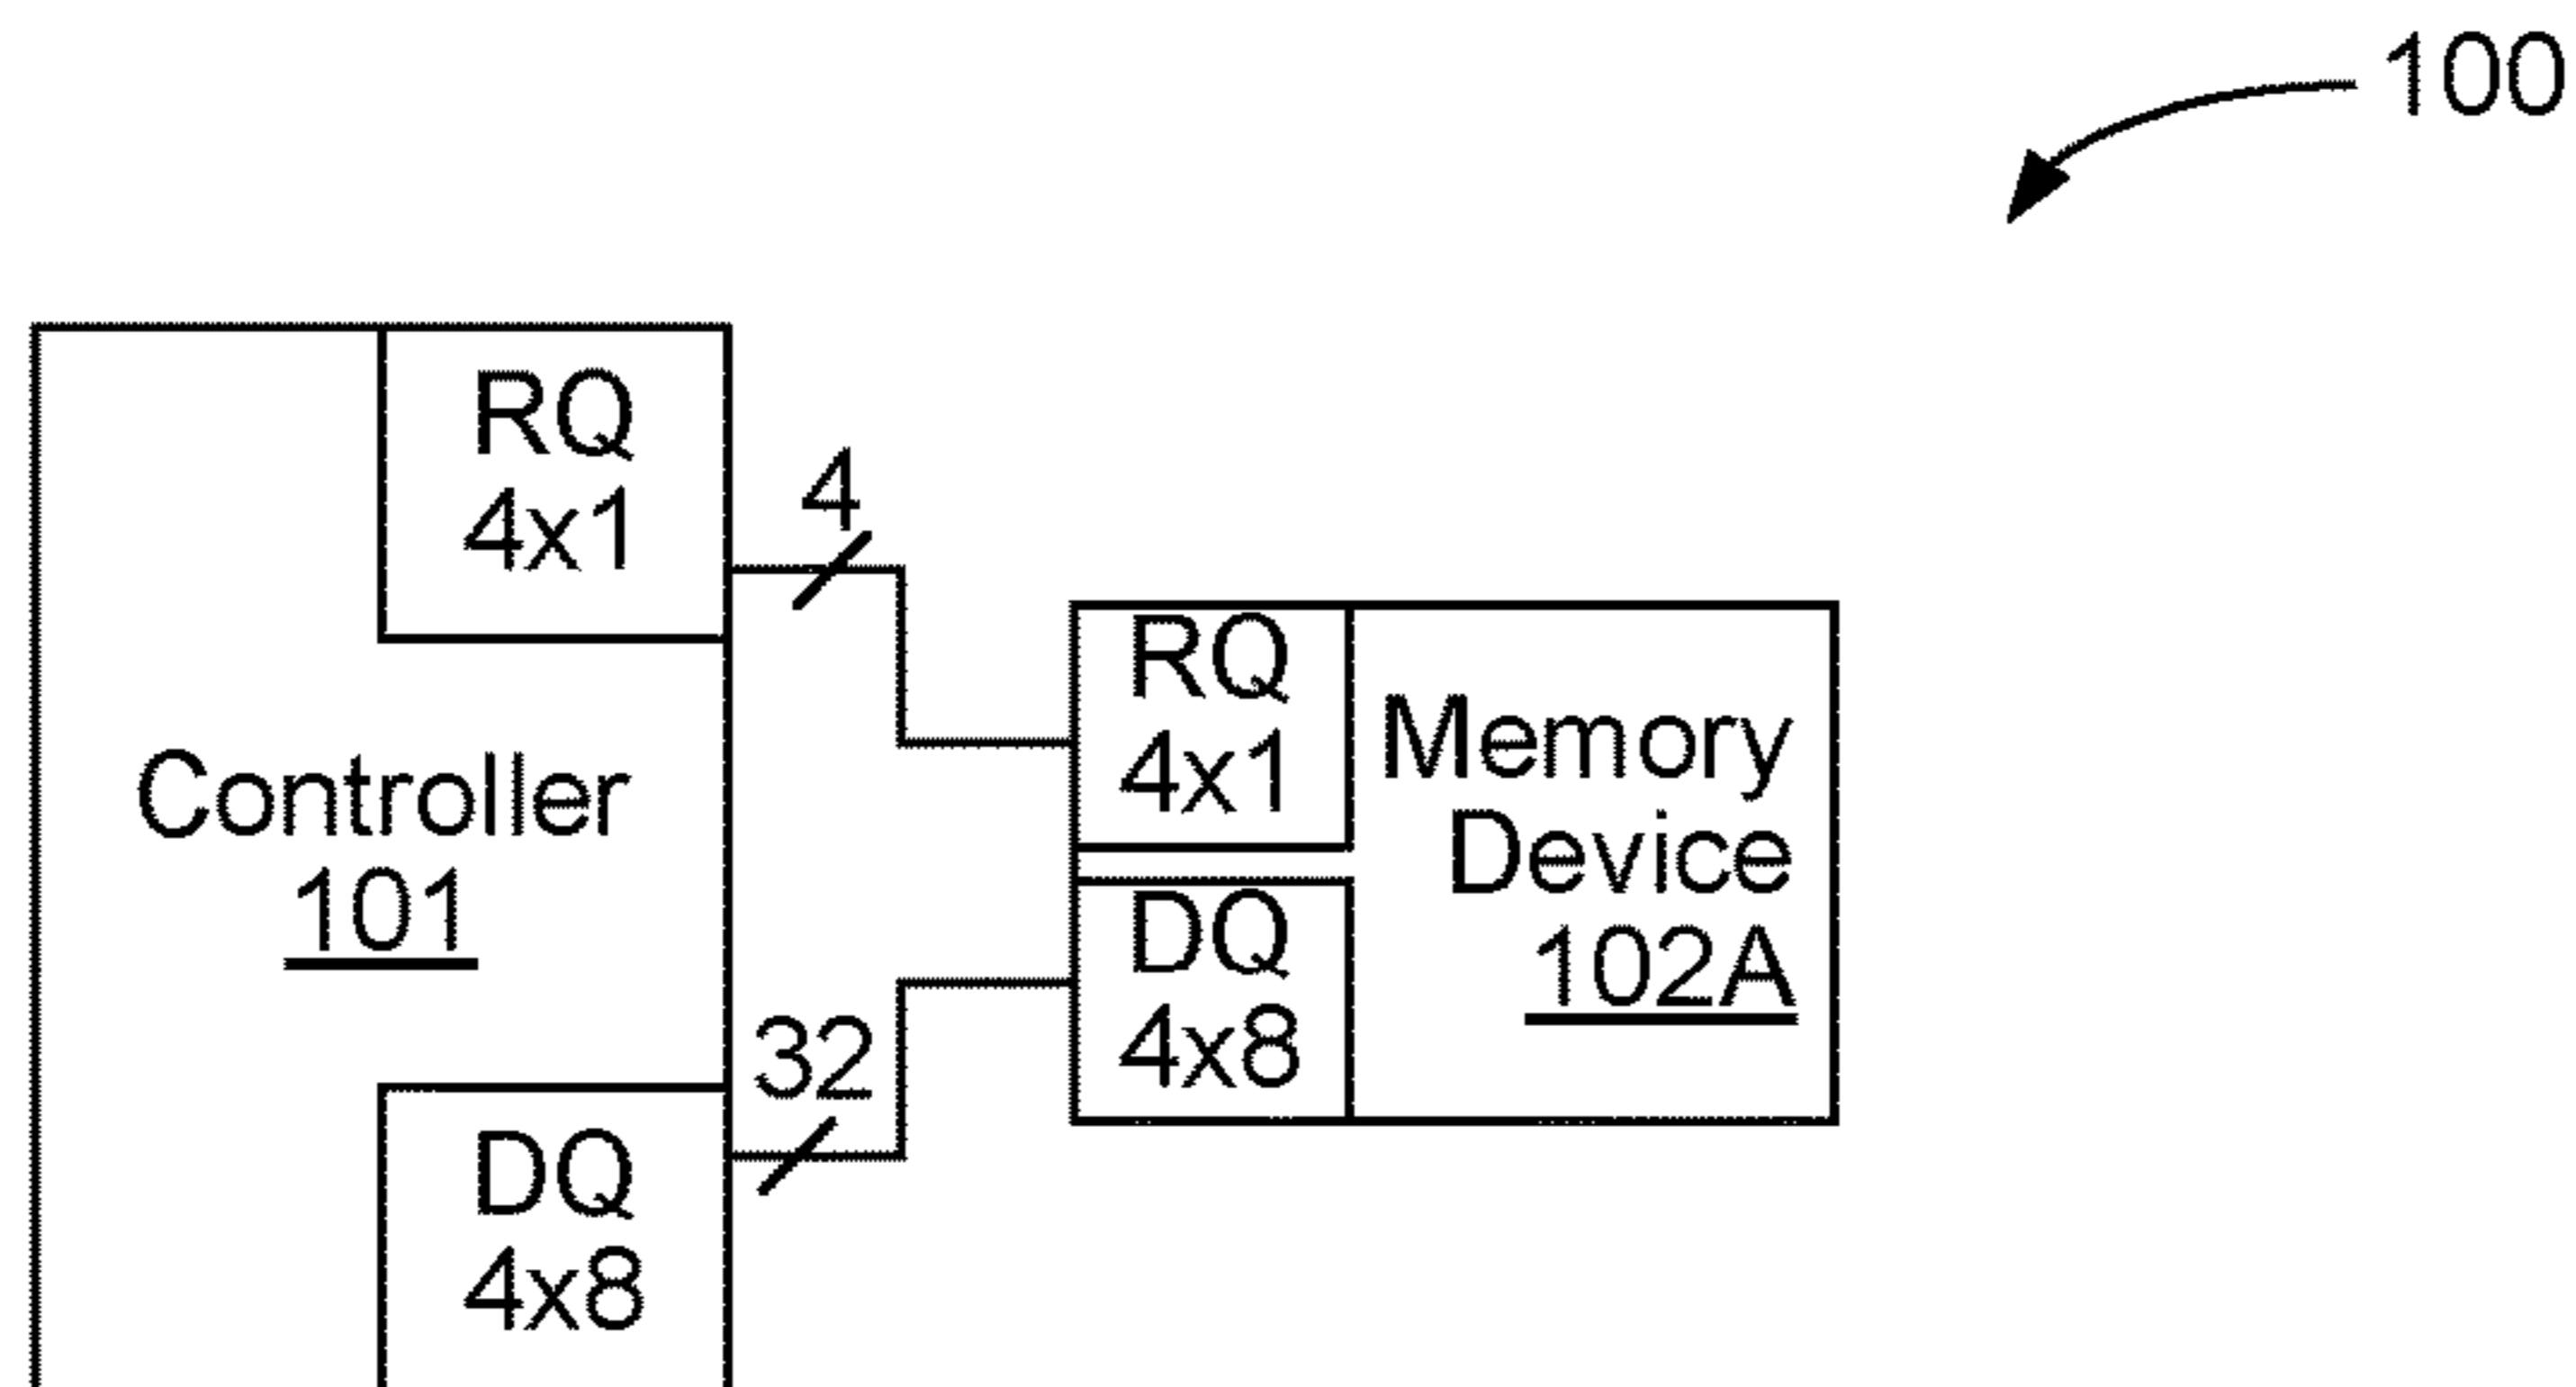 100
RQ
4x1
4
Controller
101
RQ
4x1
Memory
Device
102A
DQ
4x8
32
DQ
4x8